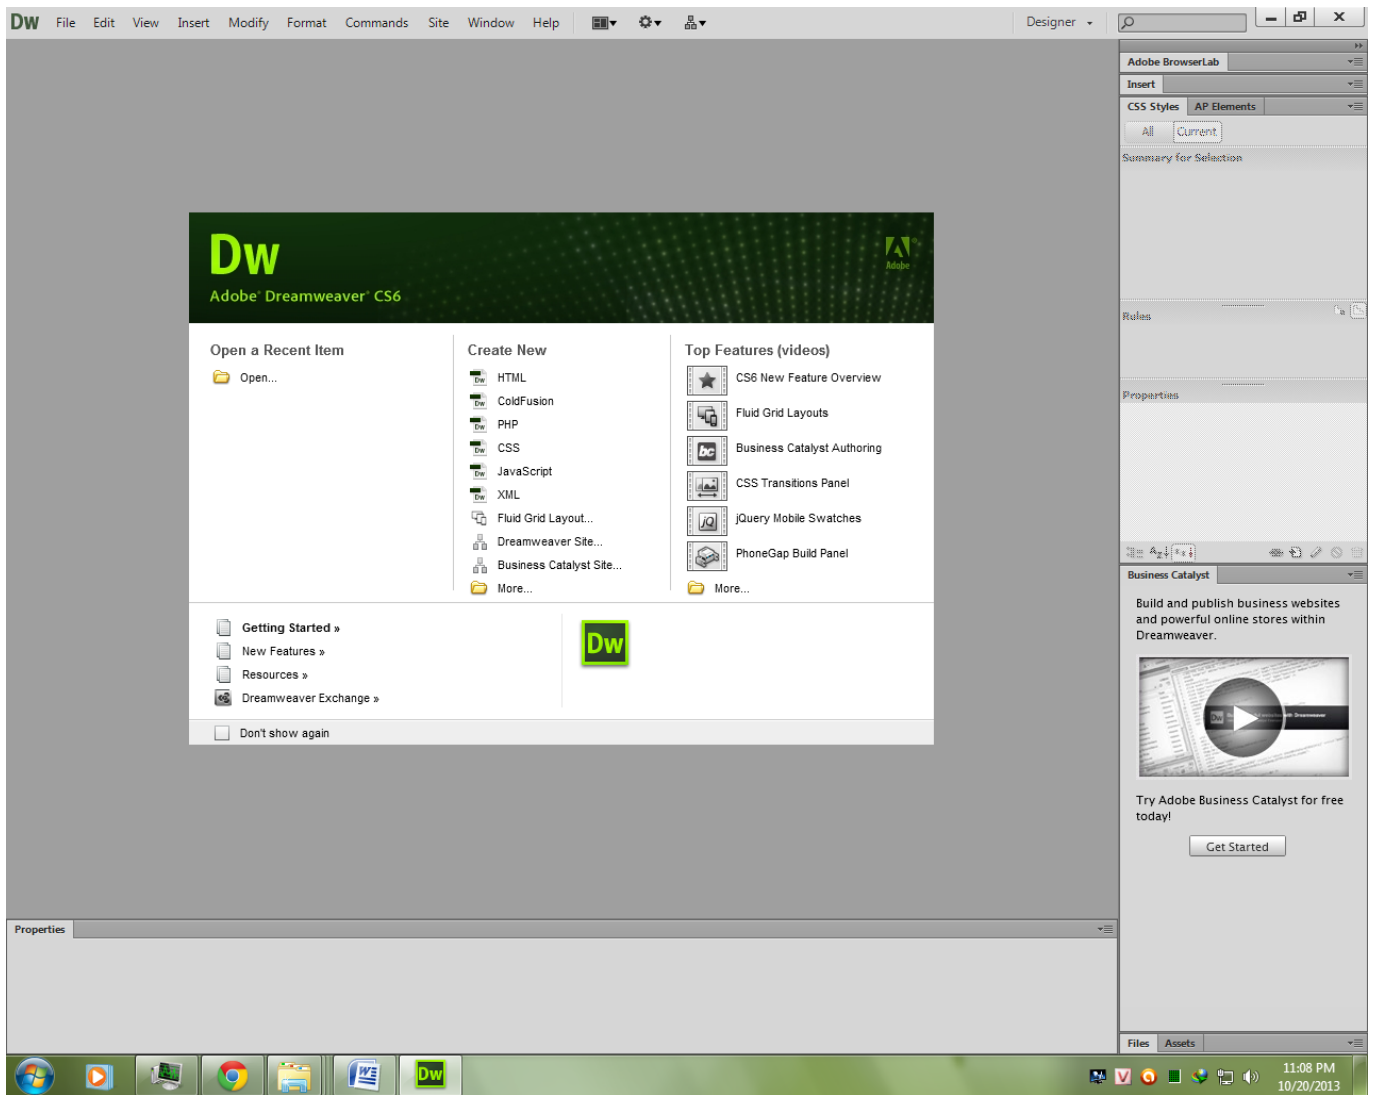 Dw File Edit View Insert Modify Format Commands Site Window Help Designer
Adobe BrowserLab
Insert
CSS Styles AP Elements
All Current
Summary for Selection
Rules
Properties
Dw
Adobe® Dreamweaver® CS6
Adobe
Open a Recent Item
Open...
Create New
HTML
ColdFusion
PHP
CSS
JavaScript
XML
Fluid Grid Layout...
Dreamweaver Site...
Business Catalyst Site...
More...
Top Features (videos)
CS6 New Feature Overview
Fluid Grid Layouts
bc Business Catalyst Authoring
CSS Transitions Panel
jQ jQuery Mobile Swatches
PhoneGap Build Panel
More...
Getting Started »
New Features »
Resources »
Dreamweaver Exchange »
Dw
Don't show again
Business Catalyst
Build and publish business websites
and powerful online stores within
Dreamweaver.
Try Adobe Business Catalyst for free
today!
Get Started
Properties
Files Assets
Dw
11:08 PM
10/20/2013